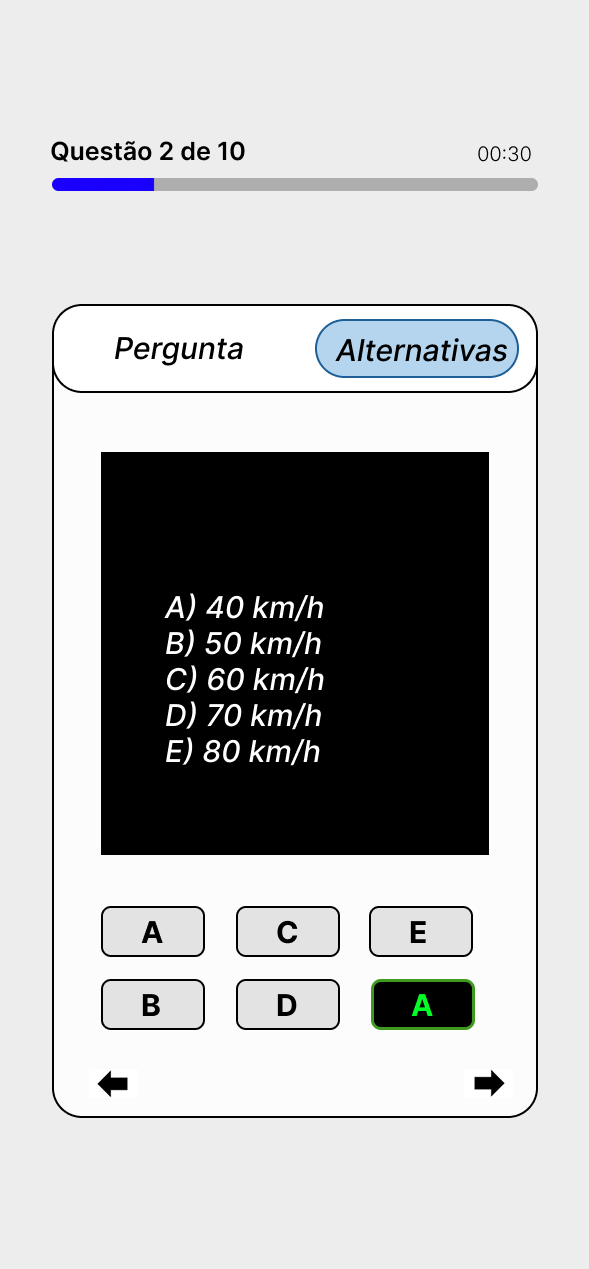 Questão 2 de 10
00:30
Pergunta
Alternativas
A) 40 km/h
B) 50 km/h
C) 60 km/h
D) 70 km/h
E) 80 km/h
A
C
E
B
D
A